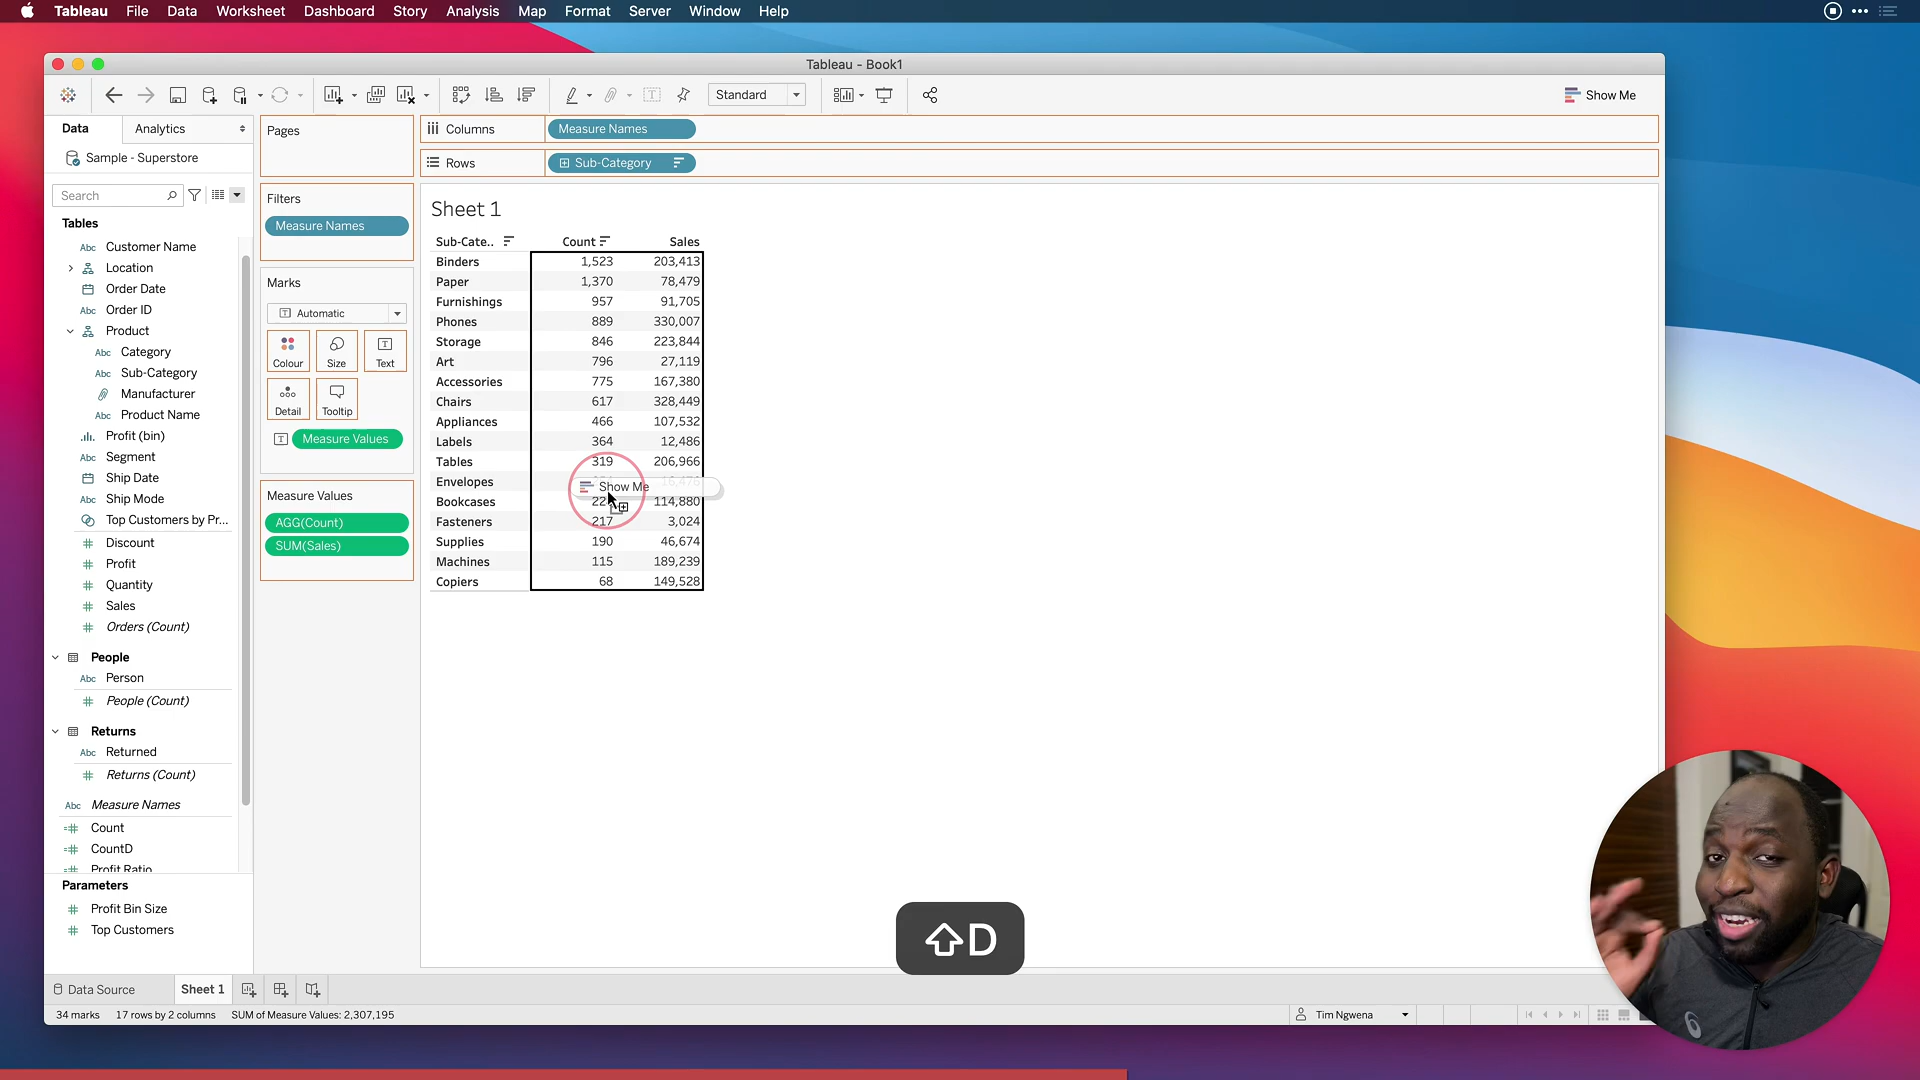 Tableau File Data Worksheet Dashboard Story Analysis Map Format Server Window Help
Tableau - Book1
Standard
Show Me
Data Analytics
Sample - Superstore
Search
Tables
Abc Customer Name
Location
Order Date
Abc Order ID
Product
Abc Category
Abc Sub-Category
Manufacturer
Abc Product Name
Profit (bin)
Abc Segment
Ship Date
Abc Ship Mode
Top Customers by Pr...
# Discount
# Profit
# Quantity
# Sales
# Orders (Count)
People
Abc Person
# People (Count)
Returns
Abc Returned
# Returns (Count)
Abc Measure Names
=# Count
=# CountD
=# Profit Ratio
Parameters
# Profit Bin Size
# Top Customers
Pages
Filters
Measure Names
Marks
T Automatic
Colour Size Text
Detail Tooltip
T Measure Values
Measure Values
AGG(Count)
SUM(Sales)
Columns Measure Names
Rows Sub-Category
Sheet 1
Sub-Cate.. Count Sales
Binders 1,523 203,413
Paper 1,370 78,479
Furnishings 957 91,705
Phones 889 330,007
Storage 846 223,844
Art 796 27,119
Accessories 775 167,380
Chairs 617 328,449
Appliances 466 107,532
Labels 364 12,486
Tables 319 206,966
Envelopes
Show Me
Bookcases 114,880
Fasteners 217 3,024
Supplies 190 46,674
Machines 115 189,239
Copiers 68 149,528
⇧D
Data Source Sheet 1
34 marks 17 rows by 2 columns SUM of Measure Values: 2,307,195
Tim Ngwena